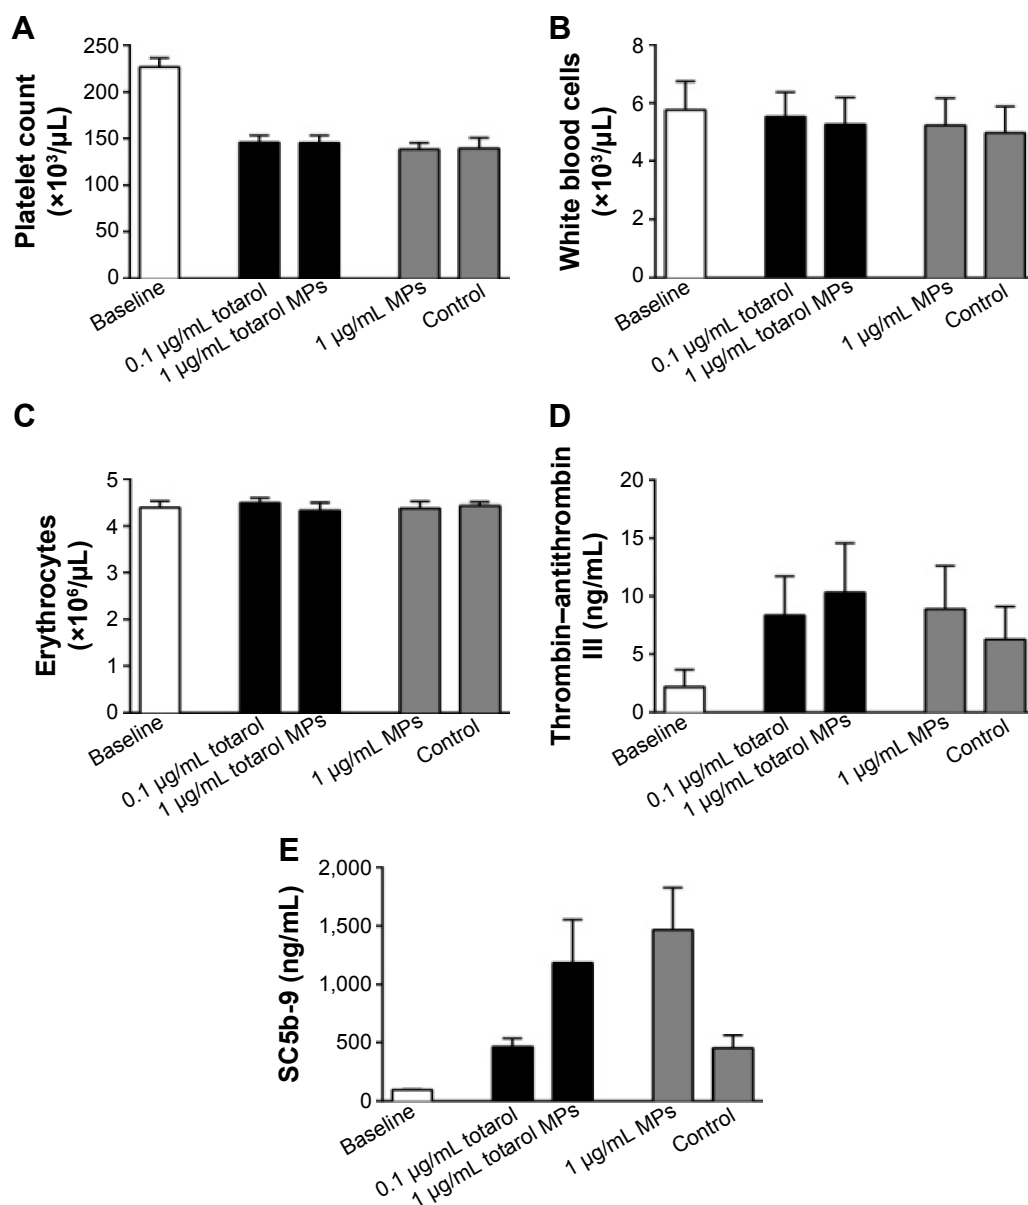 A
Platelet count
(×10³/µL)
250
200
150
100
50
0
Baseline
0.1 µg/mL totarol
1 µg/mL totarol MPs
1 µg/mL MPs
Control
B
White blood cells
(×10³/µL)
8
6
4
2
0
Baseline
0.1 µg/mL totarol
1 µg/mL totarol MPs
1 µg/mL MPs
Control
C
Erythrocytes
(×10⁶/µL)
5
4
3
2
1
0
Baseline
0.1 µg/mL totarol
1 µg/mL totarol MPs
1 µg/mL MPs
Control
D
Thrombin–antithrombin
III (ng/mL)
20
15
10
5
0
Baseline
0.1 µg/mL totarol
1 µg/mL totarol MPs
1 µg/mL MPs
Control
E
SC5b-9 (ng/mL)
2,000
1,500
1,000
500
0
Baseline
0.1 µg/mL totarol
1 µg/mL totarol MPs
1 µg/mL MPs
Control